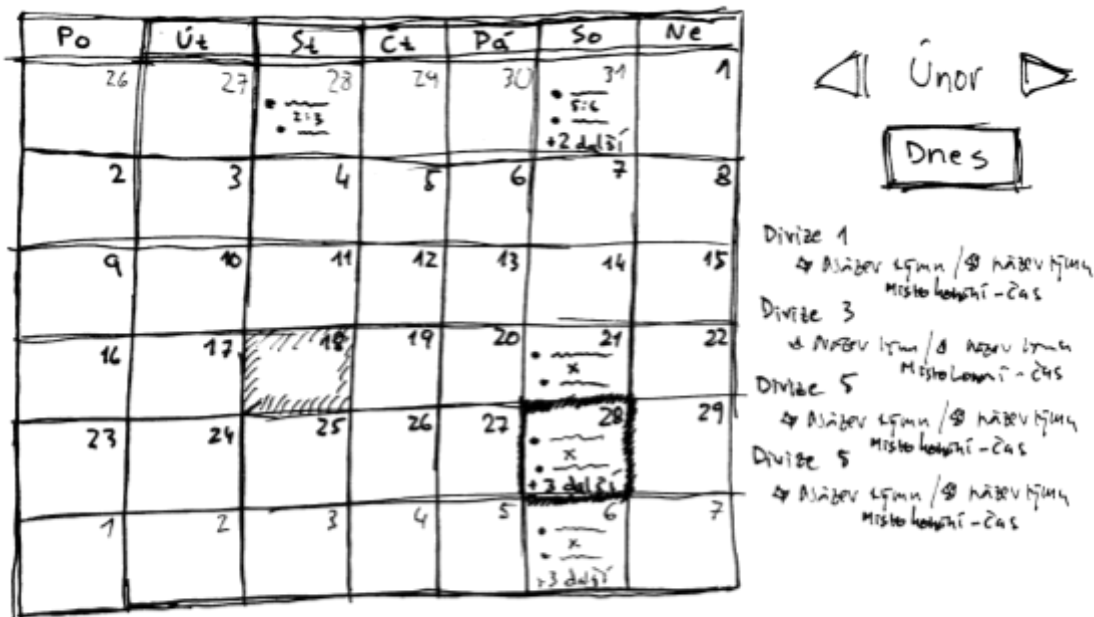 Po Út St Čt Pá So Ne
26 27 28 29 30 31 1
2:3
5:6
+2 další
2 3 4 5 6 7 8
9 10 11 12 13 14 15
16 17 18 19 20 21 22
x
23 24 25 26 27 28 29
x
+3 další
1 2 3 4 5 6 7
x
+3 další
Únor
Dnes
Divize 1
Název týmu / název týmu
Místo konání - čas
Divize 3
Název týmu / název týmu
Místo konání - čas
Divize 5
Název týmu / název týmu
Místo konání - čas
Divize 5
Název týmu / název týmu
Místo konání - čas